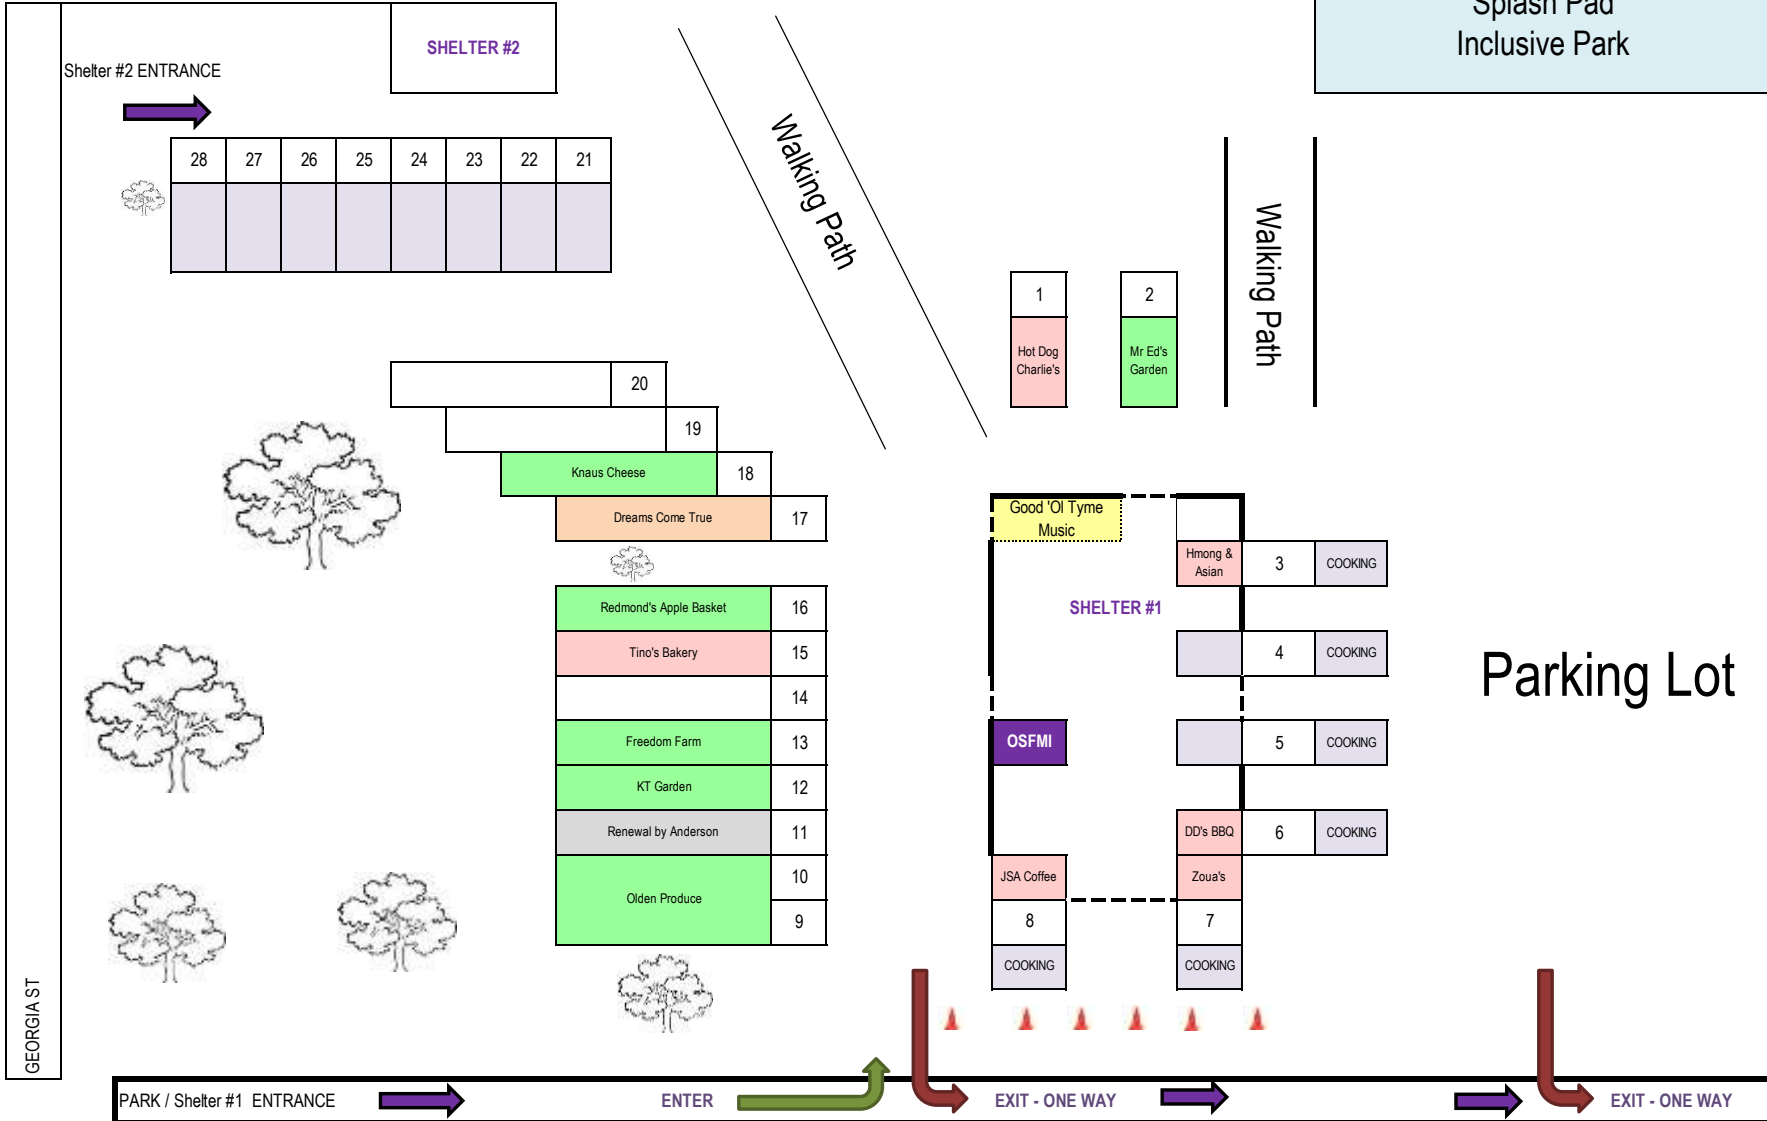 Splash Pad
Inclusive Park
SHELTER #2
Shelter #2 ENTRANCE
28 27 26 25 24 23 22 21
Walking Path
Walking Path
1 2
Hot Dog
Charlie's
Mr Ed's
Garden
20
19
Knaus Cheese 18
Dreams Come True 17
Good 'Ol Tyme
Music
Hmong &
Asian
3 COOKING
Redmond's Apple Basket 16
SHELTER #1
Tino's Bakery 15
4 COOKING
Parking Lot
14
Freedom Farm 13
OSFMI
5 COOKING
KT Garden 12
Renewal by Anderson 11
DD's BBQ 6 COOKING
Olden Produce
10
9
JSA Coffee
Zoua's
8
7
COOKING
COOKING
GEORGIA ST
PARK / Shelter #1 ENTRANCE
ENTER
EXIT - ONE WAY
EXIT - ONE WAY